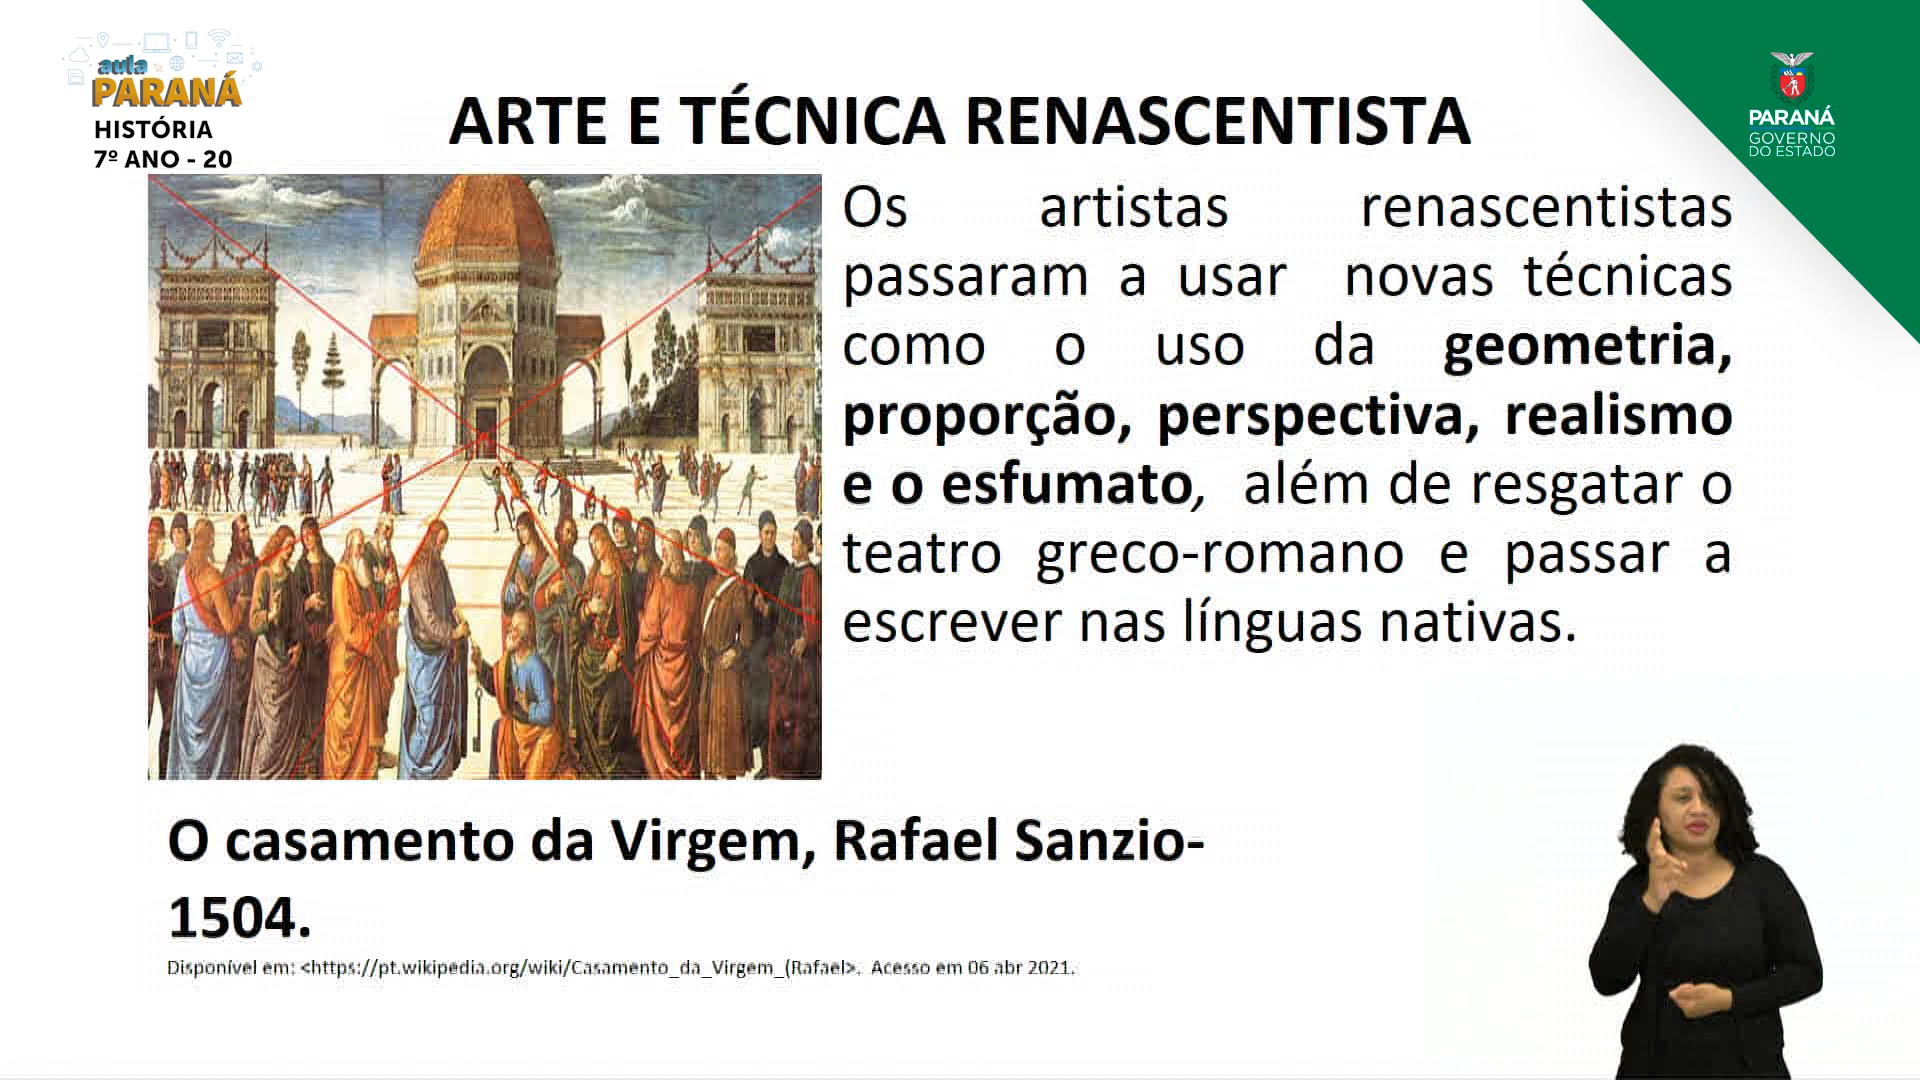 aula
PARANÁ
HISTÓRIA
7º ANO - 20
PARANÁ
GOVERNO
DO ESTADO
ARTE E TÉCNICA RENASCENTISTA
Os artistas renascentistas
passaram a usar novas técnicas
como o uso da geometria,
proporção, perspectiva, realismo
e o esfumato, além de resgatar o
teatro greco-romano e passar a
escrever nas línguas nativas.
O casamento da Virgem, Rafael Sanzio-
1504.
Disponível em: <https://pt.wikipedia.org/wiki/Casamento_da_Virgem_(Rafael>. Acesso em 06 abr 2021.